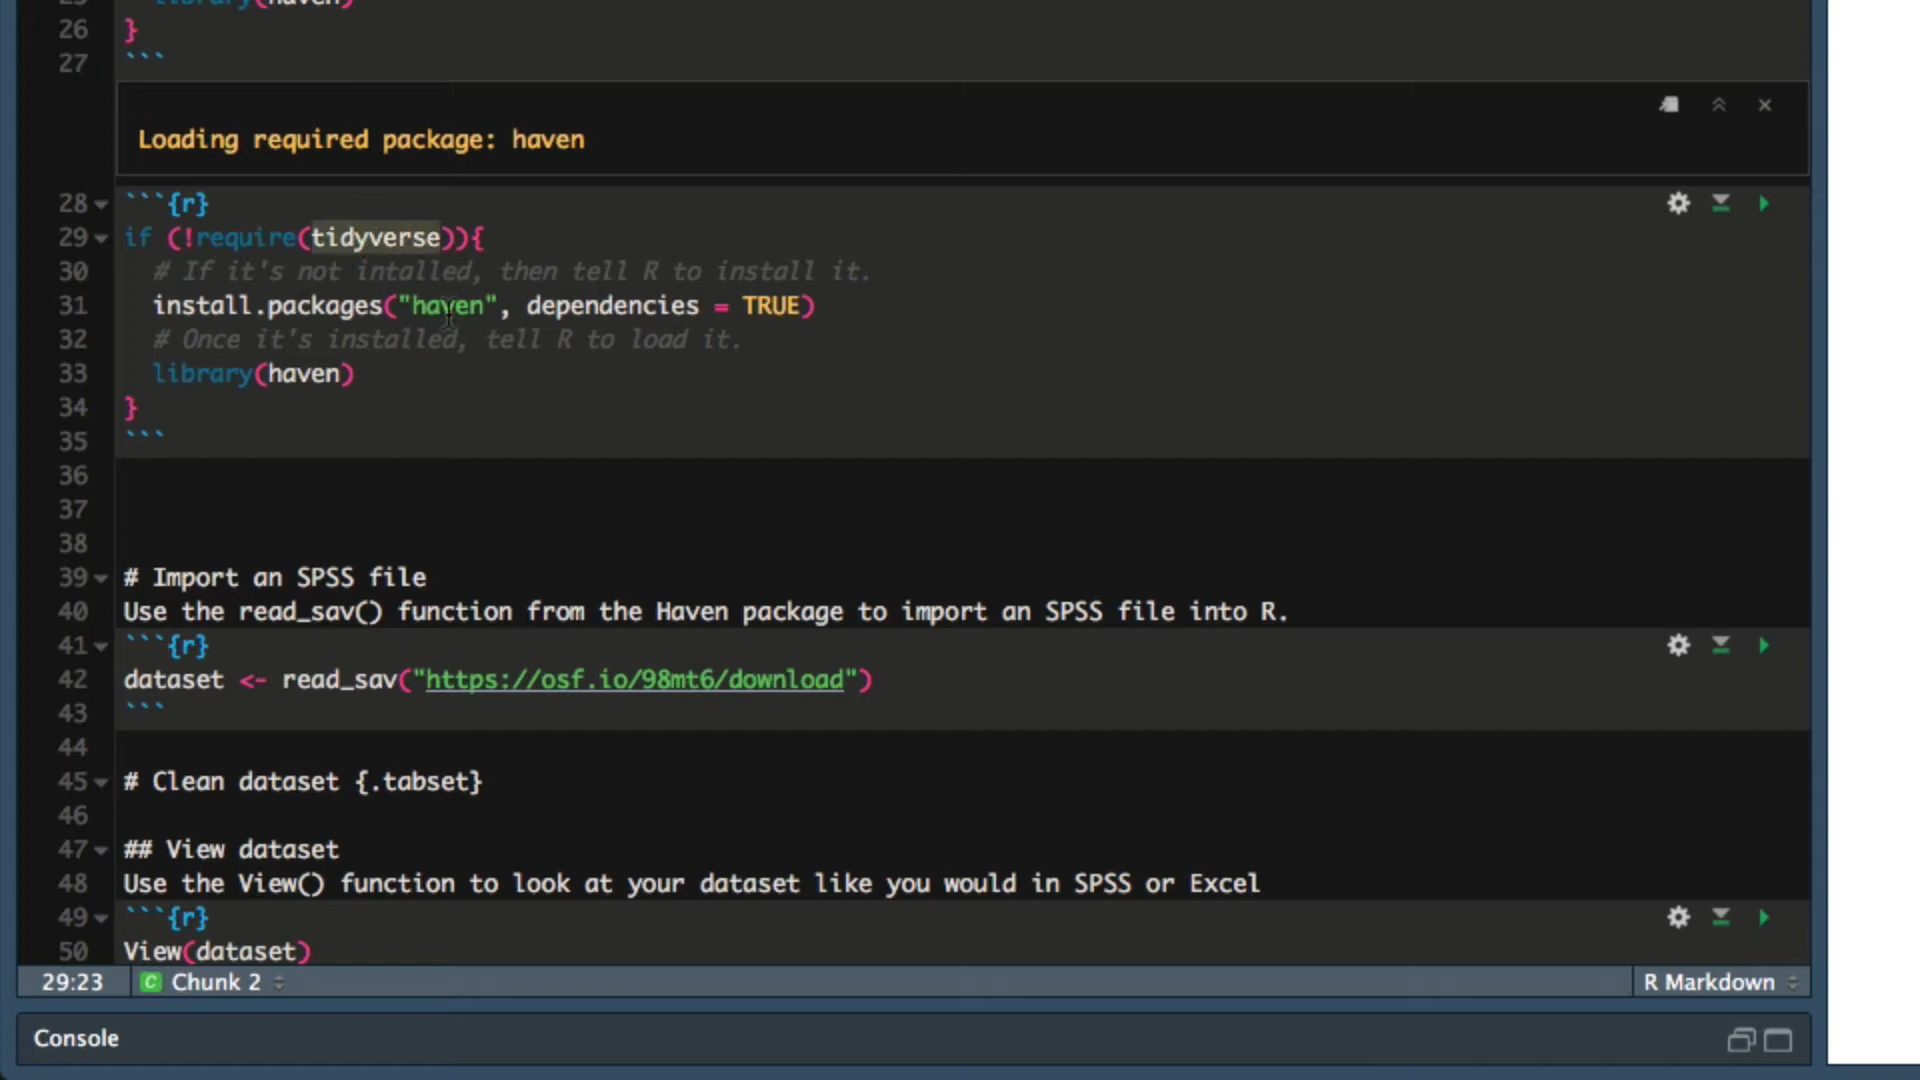 25 library(haven)
26 }
27 ```
Loading required package: haven
28 ```{r}
29 if (!require(tidyverse)){
30 # If it's not intalled, then tell R to install it.
31 install.packages("haven", dependencies = TRUE)
32 # Once it's installed, tell R to load it.
33 library(haven)
34 }
35 ```
36
37
38
39 # Import an SPSS file
40 Use the read_sav() function from the Haven package to import an SPSS file into R.
41 ```{r}
42 dataset <- read_sav("https://osf.io/98mt6/download")
43 ```
44
45 # Clean dataset {.tabset}
46
47 ## View dataset
48 Use the View() function to look at your dataset like you would in SPSS or Excel
49 ```{r}
50 View(dataset)
29:23 C Chunk 2 R Markdown
Console